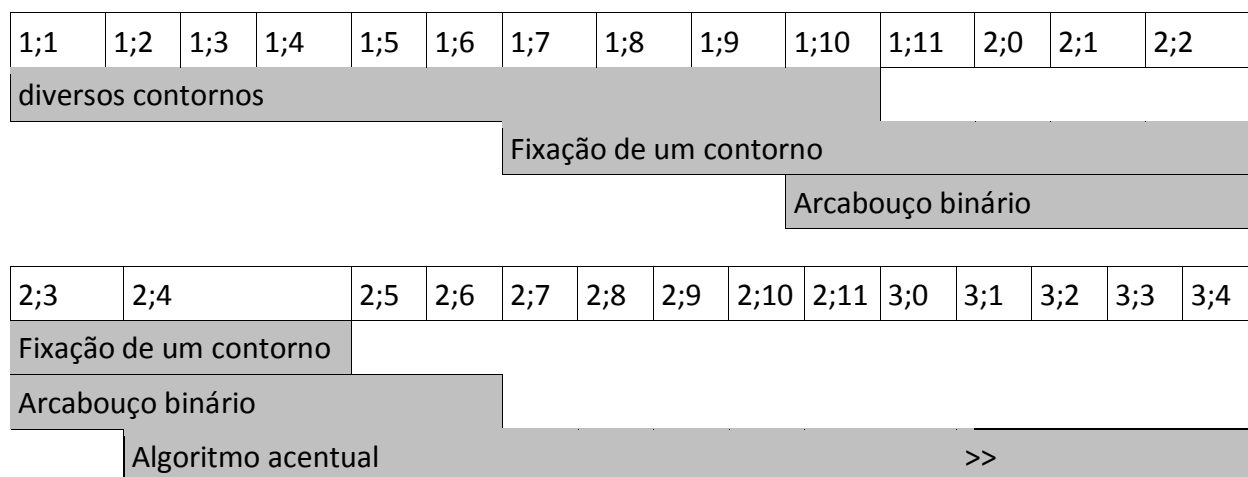 1;1 1;2 1;3 1;4 1;5 1;6 1;7 1;8 1;9 1;10 1;11 2;0 2;1 2;2
diversos contornos
Fixação de um contorno
Arcabouço binário
2;3 2;4 2;5 2;6 2;7 2;8 2;9 2;10 2;11 3;0 3;1 3;2 3;3 3;4
Fixação de um contorno
Arcabouço binário
Algoritmo acentual >>